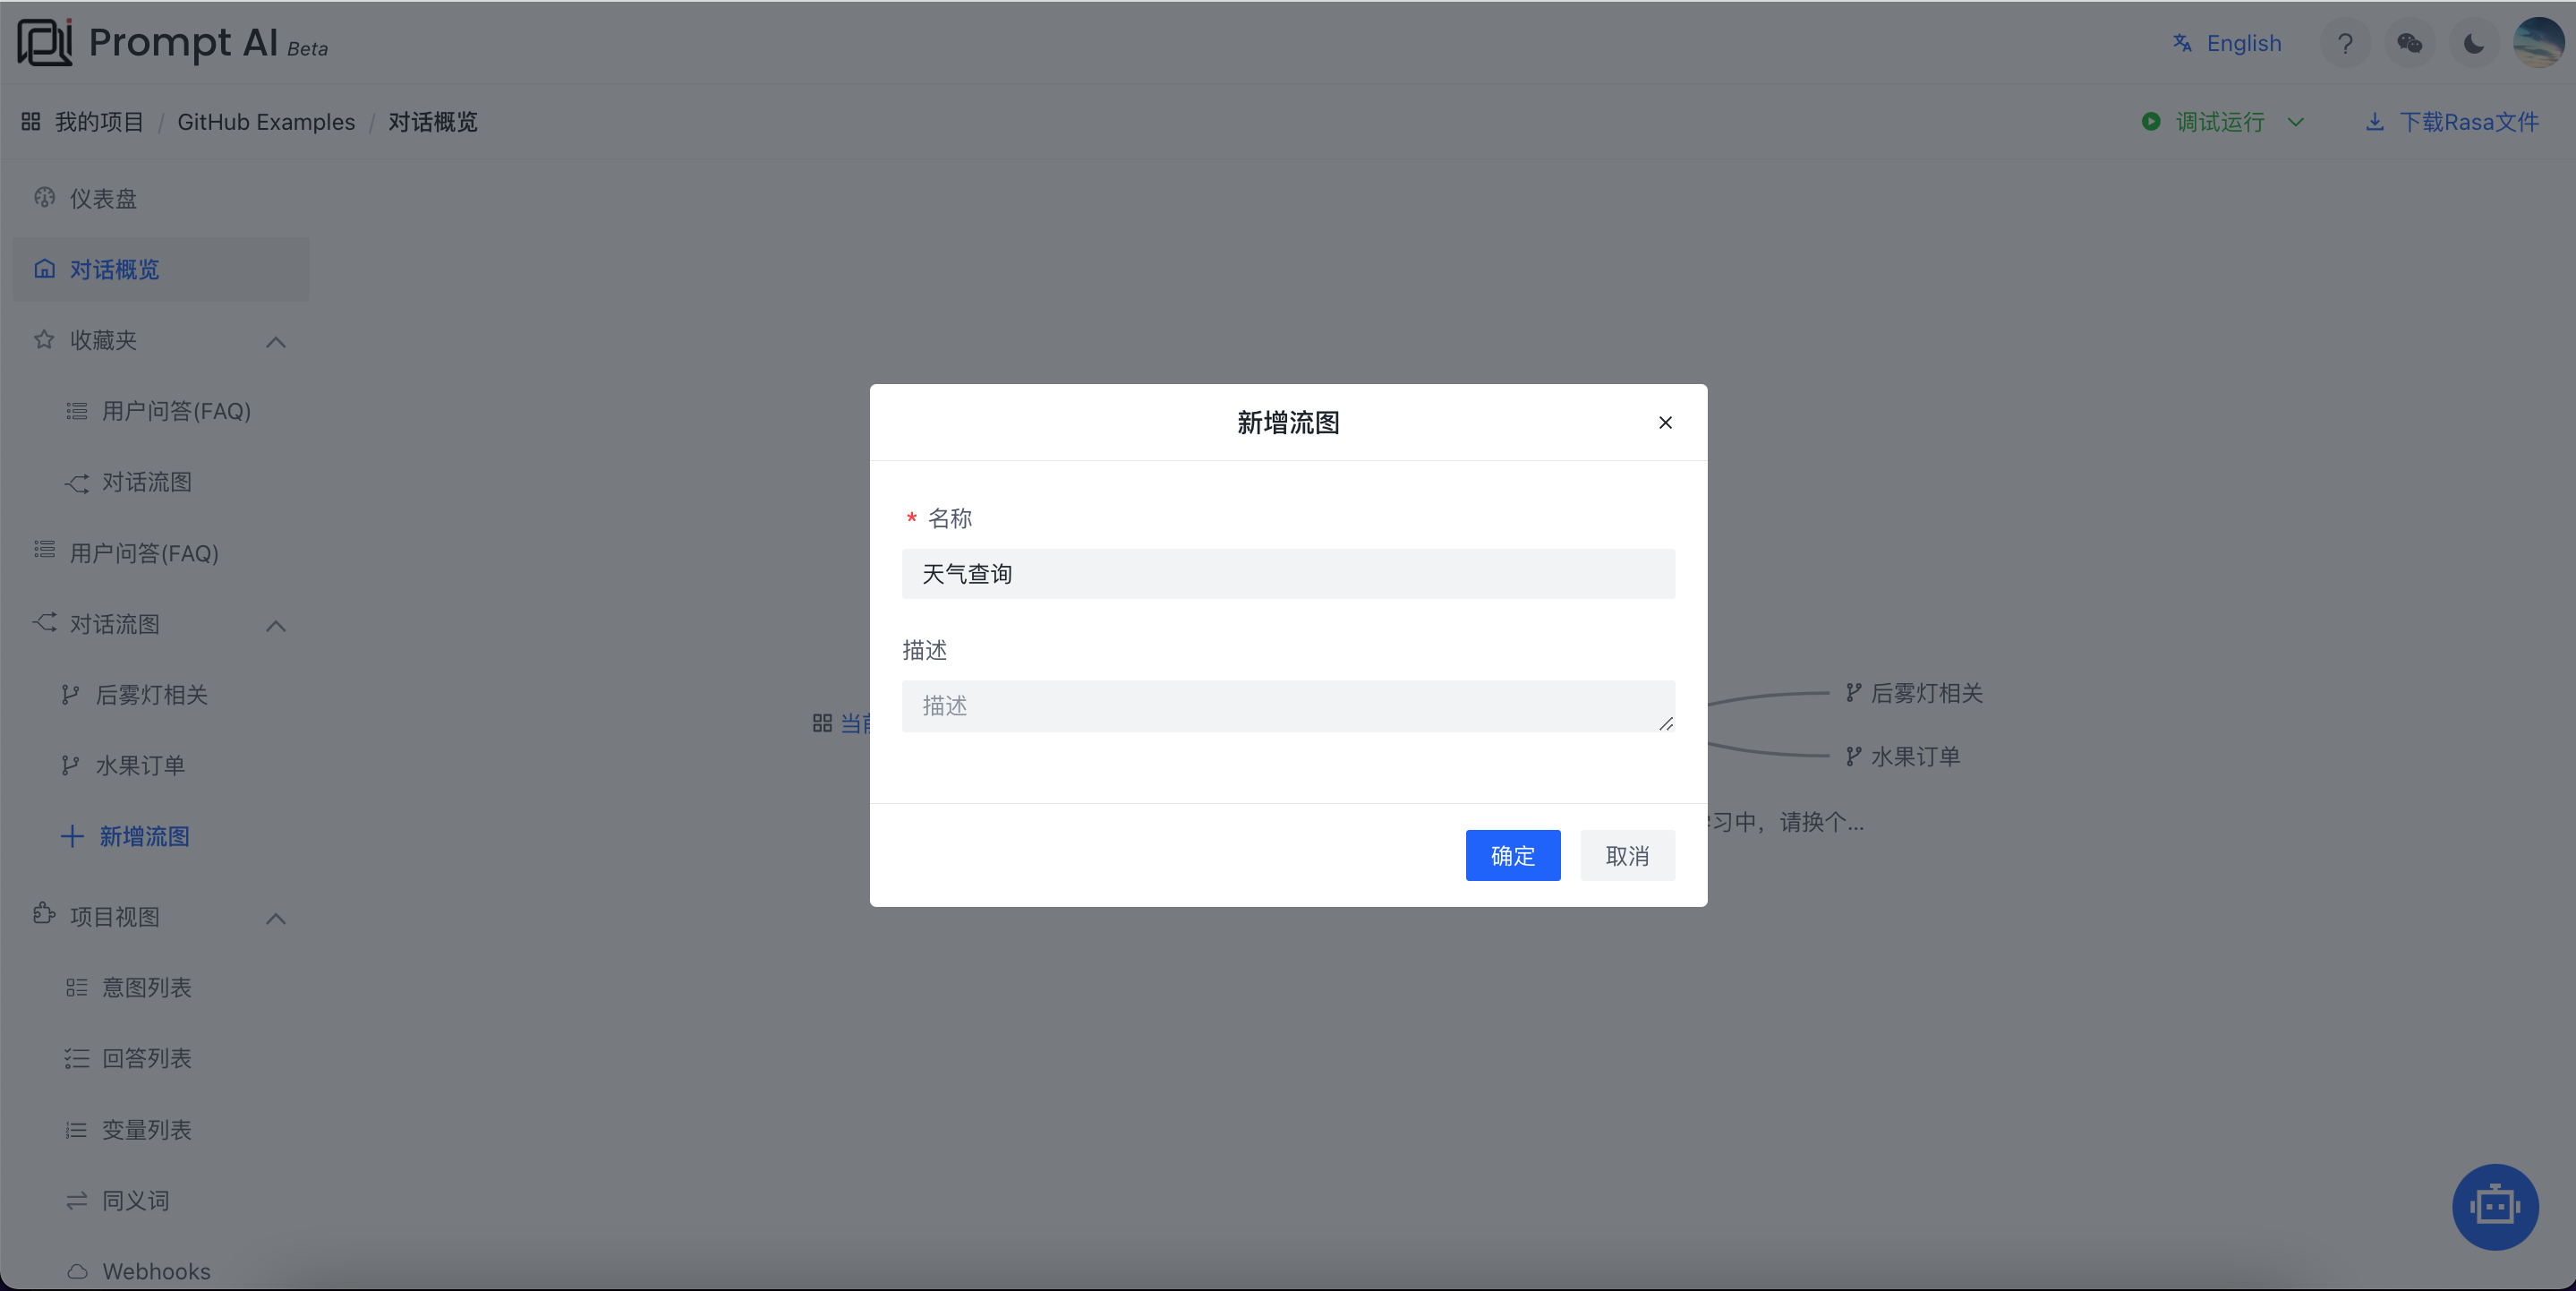 Prompt AI Beta
English
我的项目 / GitHub Examples / 对话概览
调试运行
下载Rasa文件
仪表盘
对话概览
收藏夹
用户问答(FAQ)
对话流图
用户问答(FAQ)
对话流图
后雾灯相关
水果订单
新增流图
项目视图
意图列表
回答列表
变量列表
同义词
Webhooks
当前
新增流图
* 名称
天气查询
描述
描述
确定
取消
后雾灯相关
水果订单
习中，请换个...